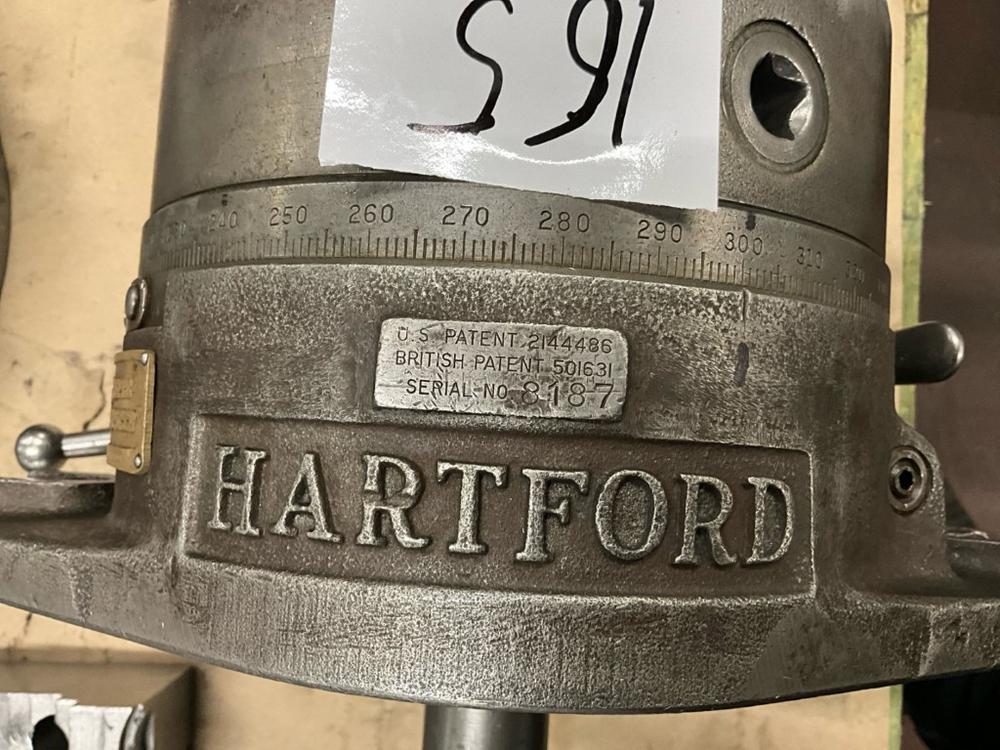 165
240 250 260 270 280 290 300 310
U.S. PATENT 2144486
BRITISH PATENT 501631
SERIAL NO. 8187
HARTFORD